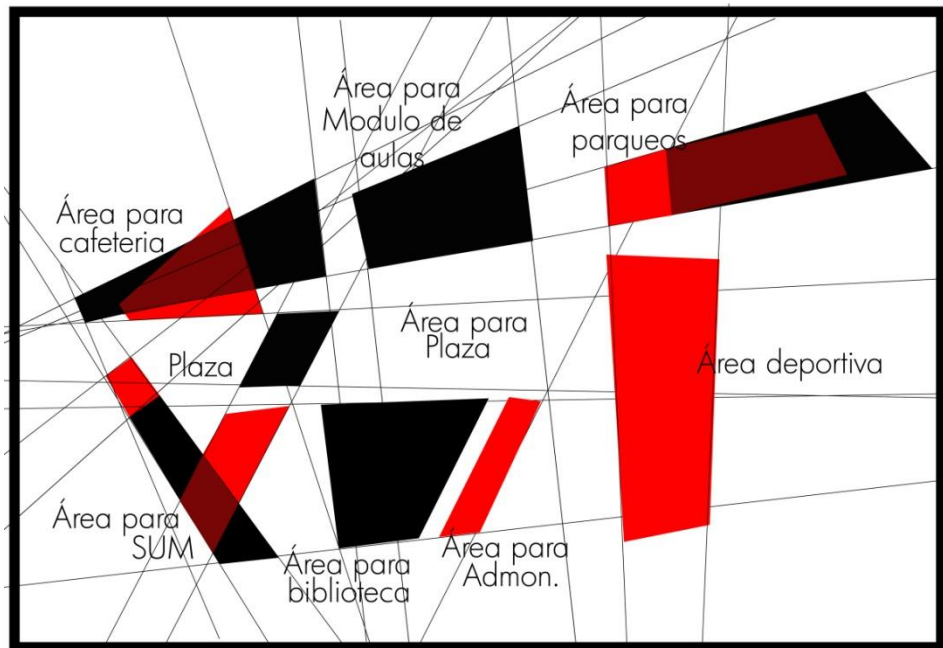 Área para
Modulo de
aulas
Área para
parqueos
Área para
cafeteria
Plaza
Área para
Plaza
Área deportiva
Área para
SUM
Área para
biblioteca
Área para
Admon.